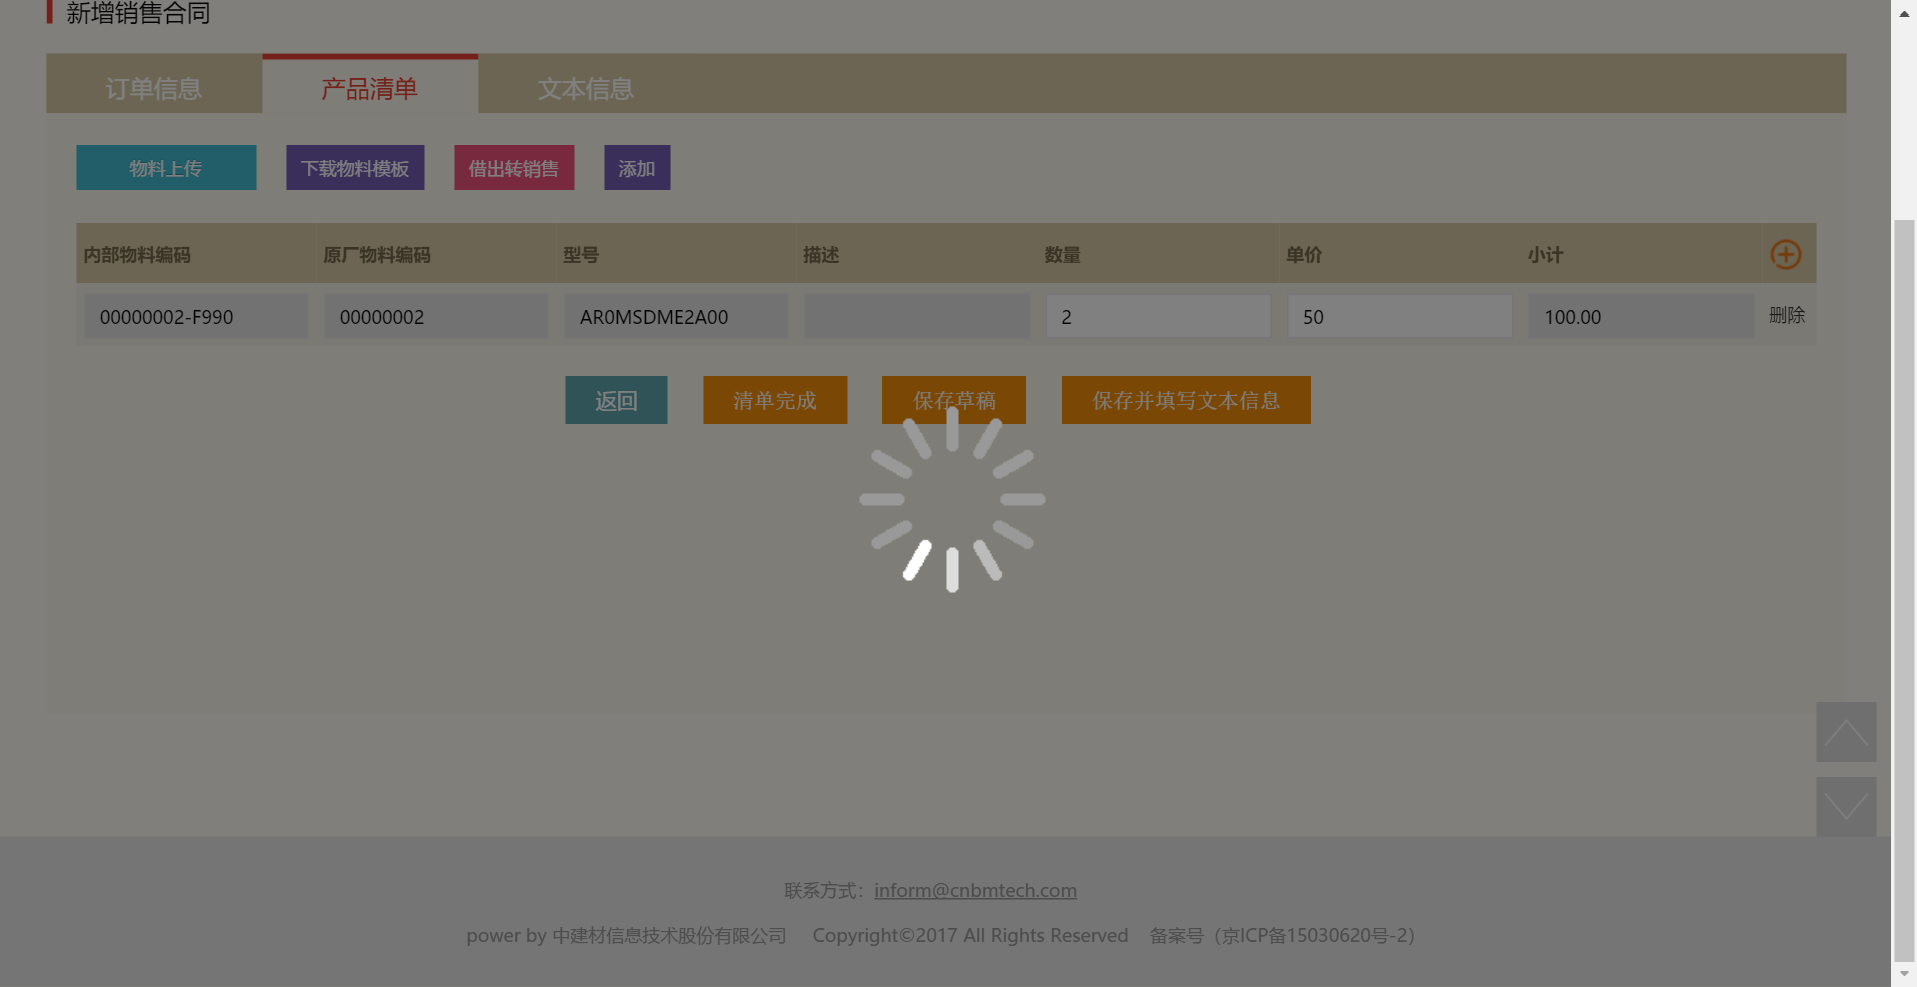 新增销售合同
订单信息 产品清单 文本信息
物料上传 下载物料模板 借出转销售 添加
内部物料编码 原厂物料编码 型号 描述 数量 单价 小计
00000002-F990 00000002 AR0MSDME2A00 2 50 100.00 删除
返回 清单完成 保存草稿 保存并填写文本信息
联系方式：inform@cnbmtech.com
power by 中建材信息技术股份有限公司 Copyright©2017 All Rights Reserved 备案号（京ICP备15030620号-2）